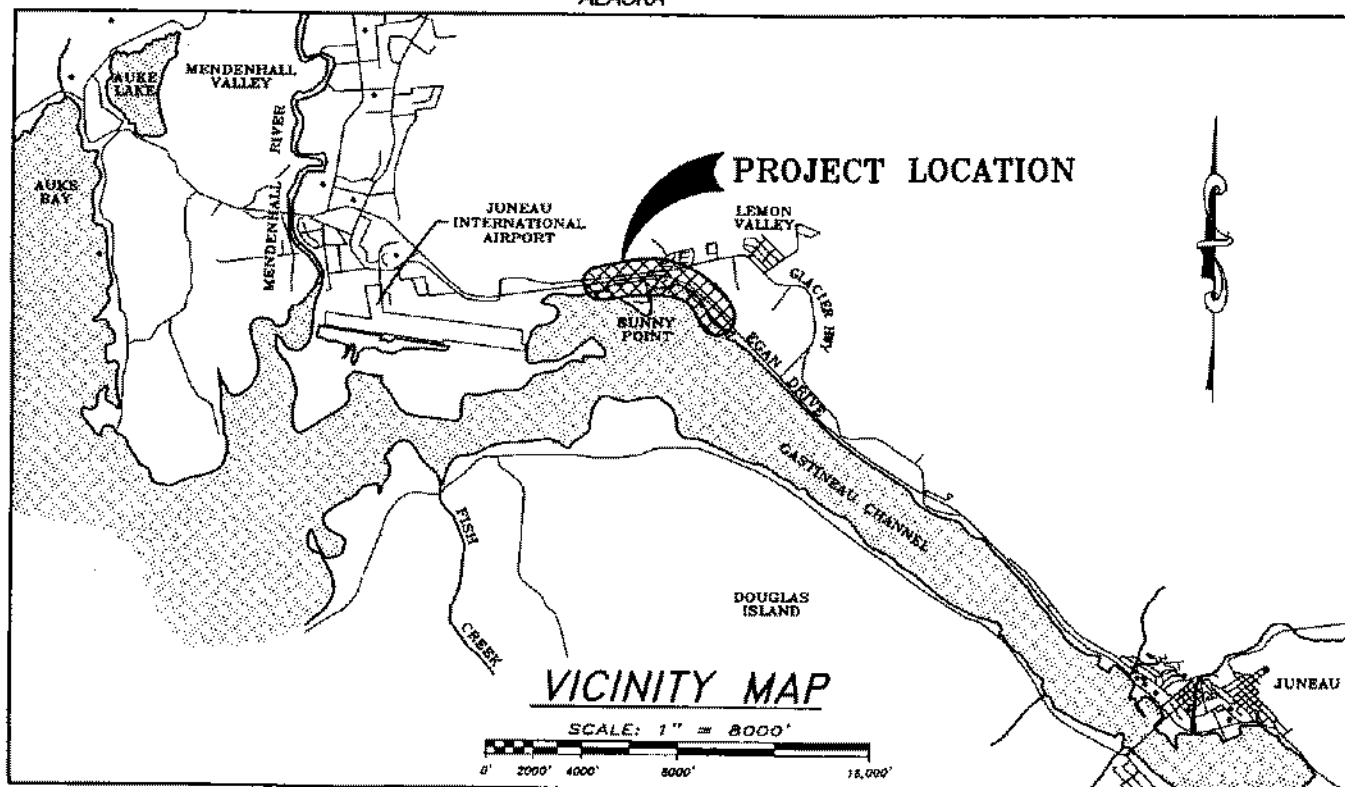 ALASKA
AUKE
LAKE
MENDENHALL
VALLEY
MENDENHALL RIVER
AUKE
BAY
JUNEAU
INTERNATIONAL
AIRPORT
PROJECT LOCATION
LEMON
VALLEY
GLACIER HWY
SUNNY
POINT
EGAN DRIVE
GASTINEAU CHANNEL
FISH CREEK
DOUGLAS
ISLAND
JUNEAU
VICINITY MAP
SCALE: 1" = 8000'
0' 2000' 4000' 8000' 16,000'